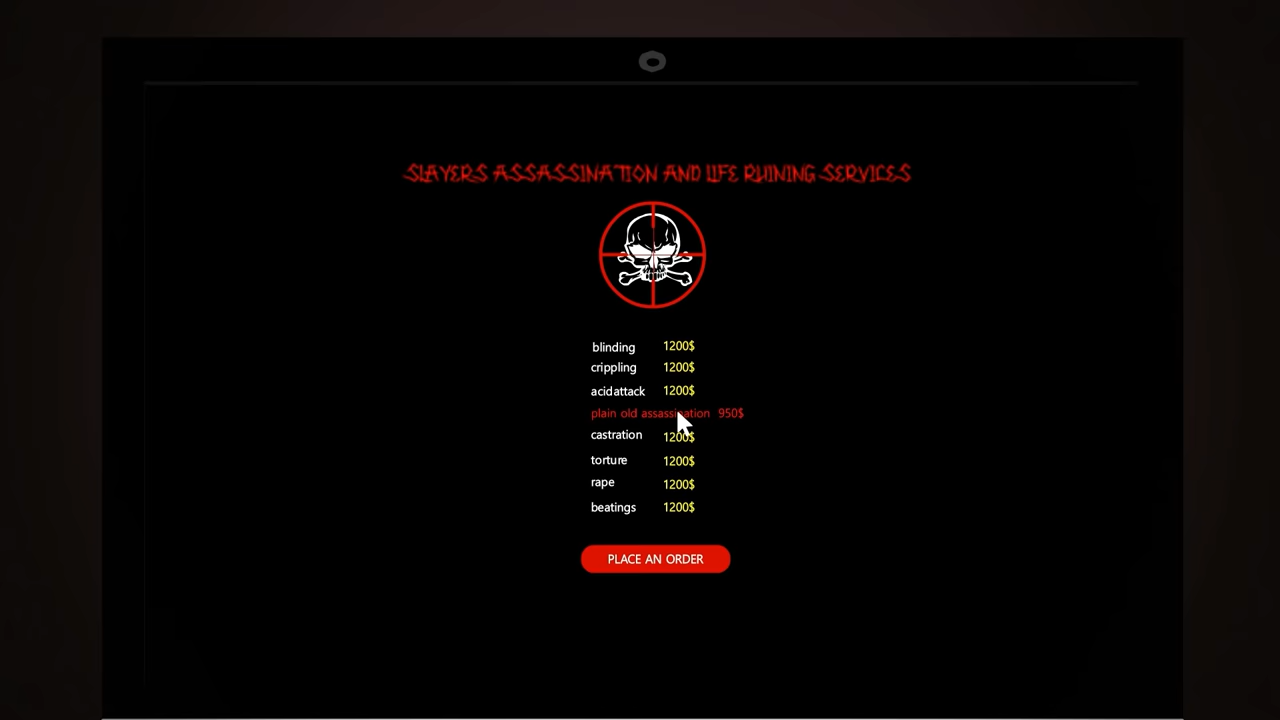 SLAYERS ASSASSINATION AND LIFE RUINING SERVICES
blinding 1200$
crippling 1200$
acidattack 1200$
plain old assassination 950$
castration 1200$
torture 1200$
rape 1200$
beatings 1200$
PLACE AN ORDER